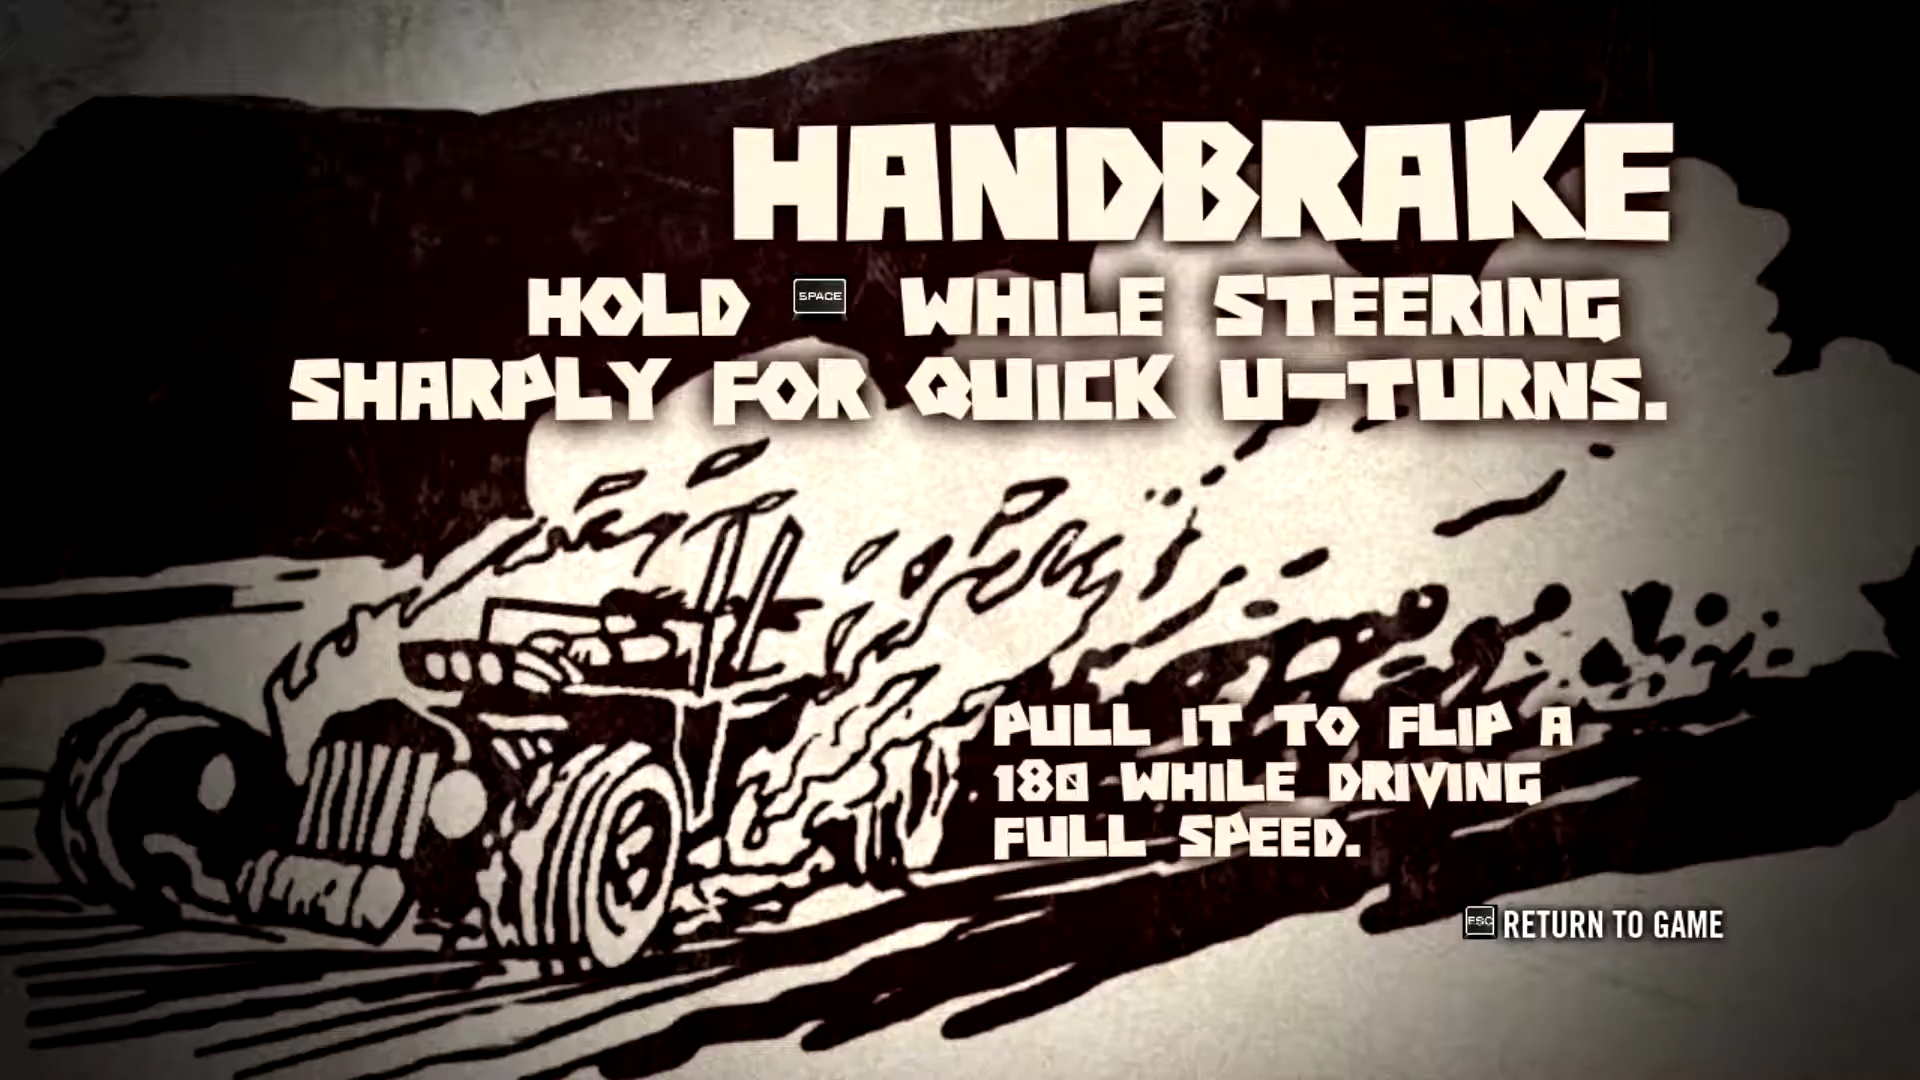 HANDBRAKE
HOLD SPACE WHILE STEERING
SHARPLY FOR QUICK U-TURNS.
PULL IT TO FLIP A
180 WHILE DRIVING
FULL SPEED.
ESC RETURN TO GAME